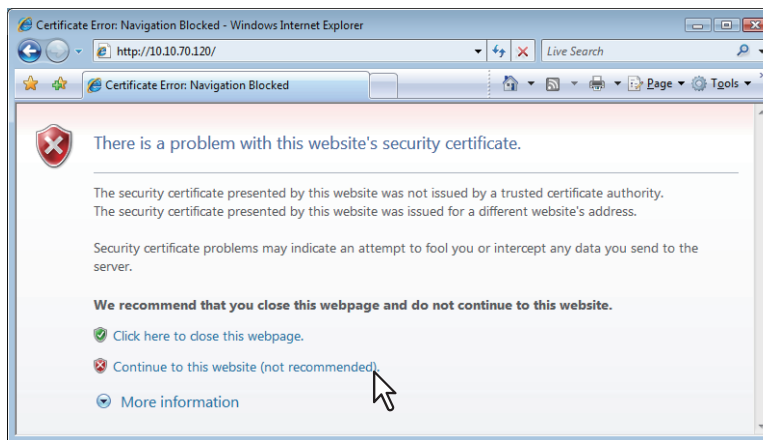 Certificate Error: Navigation Blocked - Windows Internet Explorer
http://10.10.70.120/
Live Search
Certificate Error: Navigation Blocked
Page
Tools
There is a problem with this website's security certificate.
The security certificate presented by this website was not issued by a trusted certificate authority.
The security certificate presented by this website was issued for a different website's address.
Security certificate problems may indicate an attempt to fool you or intercept any data you send to the
server.
We recommend that you close this webpage and do not continue to this website.
Click here to close this webpage.
Continue to this website (not recommended).
More information